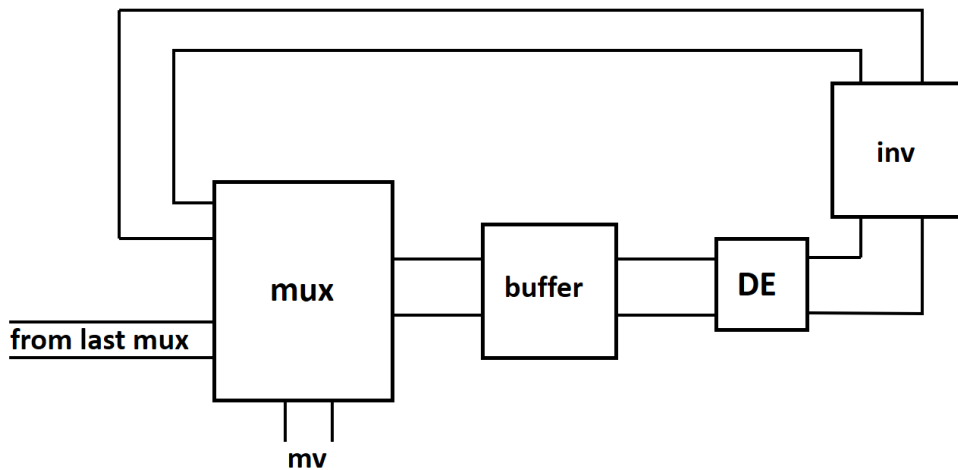 inv
mux
buffer
DE
from last mux
mv